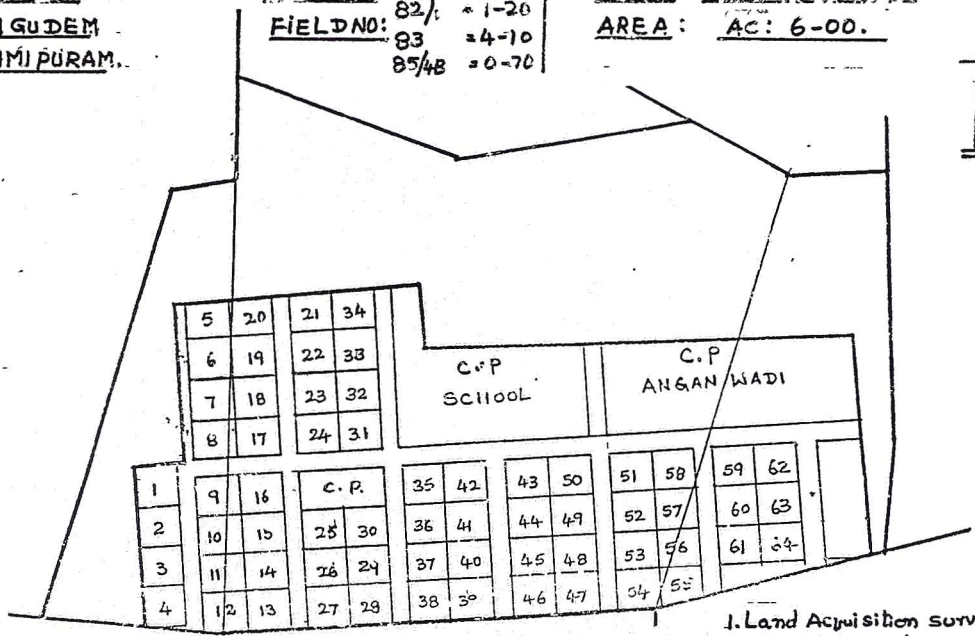 GUDEM
MIPURAM.
FIELD NO:
82/1 = 1-20
83 = 4-10
85/4B = 0-70
AREA: AC: 6-00.
5 20 21 34
6 19 22 33
7 18 23 32
8 17 24 31
C.P
SCHOOL
C.P
ANGAN WADI
1 9 16 C.P. 35 42 43 50 51 58 59 62
2 10 15 25 30 36 41 44 49 52 57 60 63
3 11 14 26 29 37 40 45 48 53 56 61 64
4 12 13 27 28 38 39 46 47 54 55
1. Land Acquisition surv